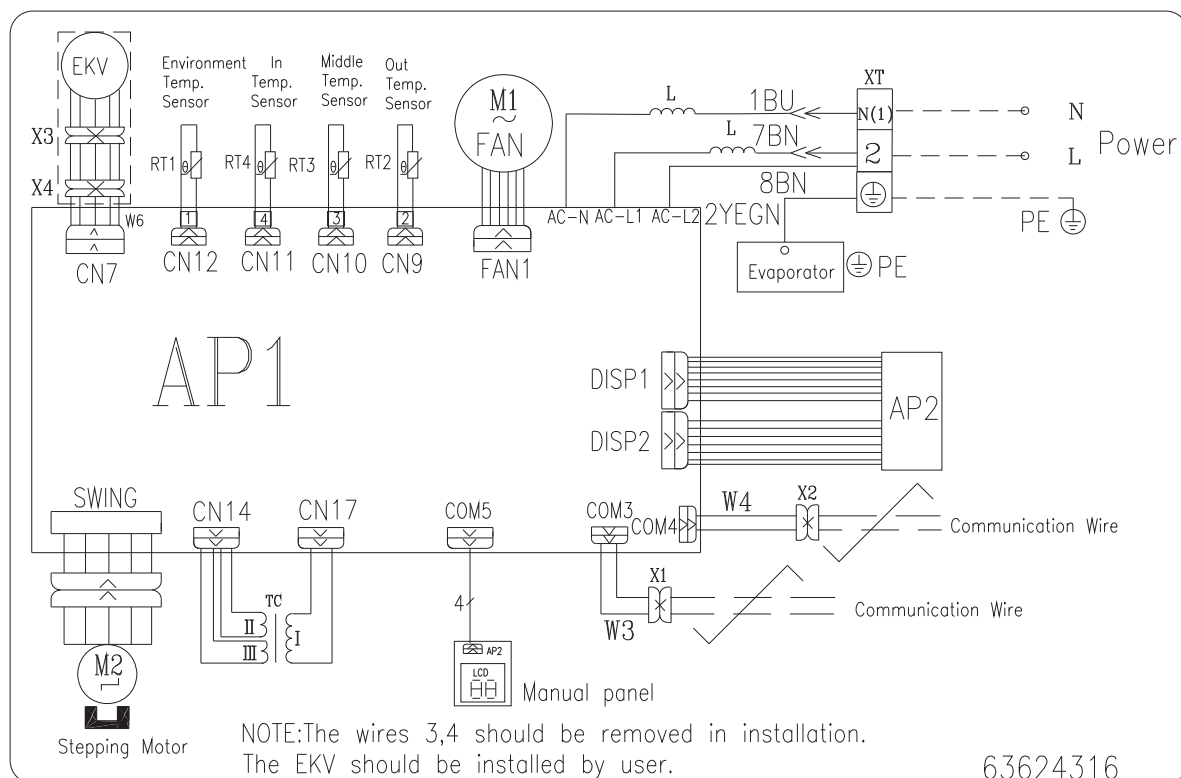 EKV
X3
X4
W6
CN7
Environment
Temp.
Sensor
In
Temp.
Sensor
Middle
Temp.
Sensor
Out
Temp.
Sensor
RT1
θ
RT4
θ
RT3
θ
RT2
θ
1
4
3
2
CN12
CN11
CN10
CN9
M1
~
FAN
FAN1
L
1BU
L
7BN
8BN
XT
N(1)
2
N
L
Power
AC-N
AC-L1
AC-L2
2YEGN
PE
Evaporator
PE
AP1
DISP1
DISP2
AP2
SWING
CN14
CN17
COM5
COM3
COM4
W4
X2
Communication Wire
X1
W3
Communication Wire
TC
II
III
I
4
AP2
LCD
88
Manual panel
M2
Stepping Motor
NOTE:The wires 3,4 should be removed in installation.
The EKV should be installed by user.
63624316